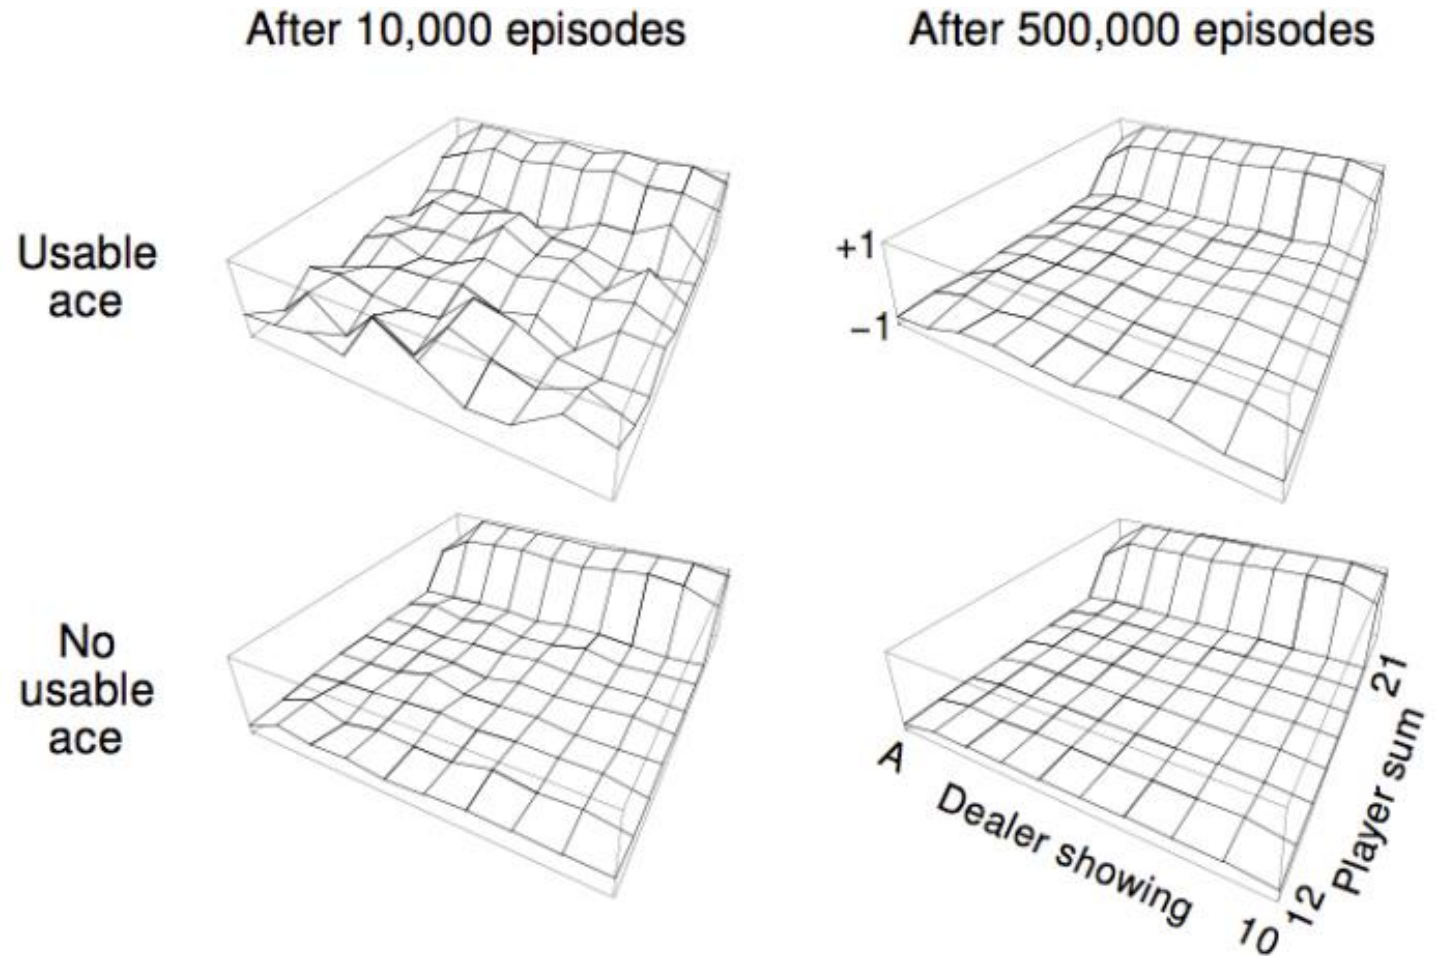 After 10,000 episodes
After 500,000 episodes
Usable
ace
+1
−1
No
usable
ace
A
Dealer showing
10
12
Player sum
21